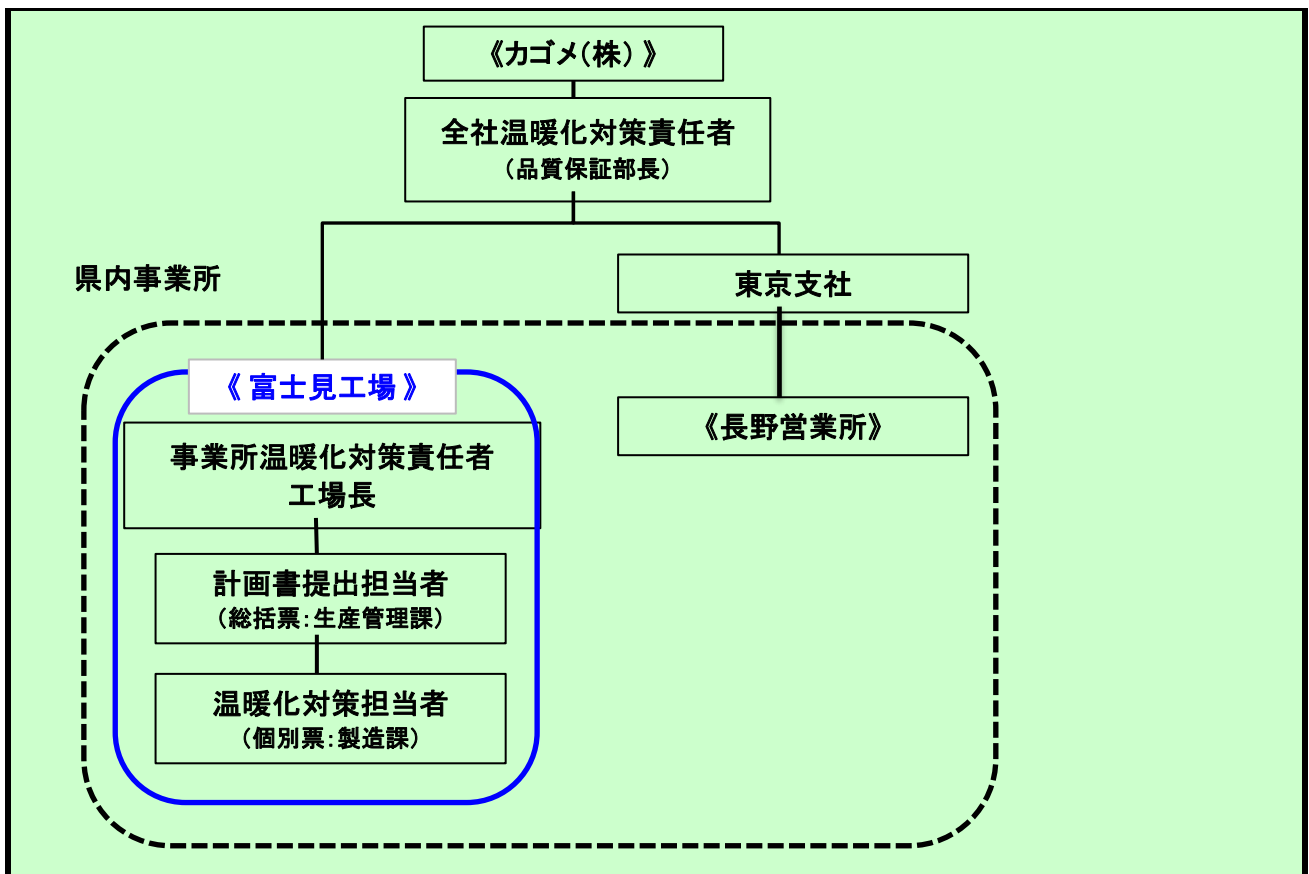 《カゴメ（株）》
全社温暖化対策責任者
（品質保証部長）
県内事業所
東京支社
《 富士見工場 》
《長野営業所》
事業所温暖化対策責任者
工場長
計画書提出担当者
（総括票：生産管理課）
温暖化対策担当者
（個別票：製造課）